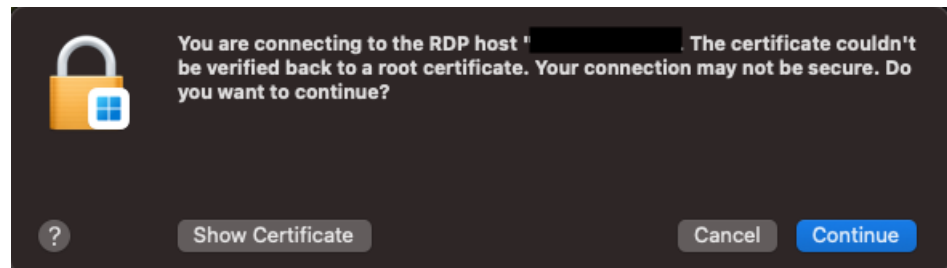 You are connecting to the RDP host " . The certificate couldn't
be verified back to a root certificate. Your connection may not be secure. Do
you want to continue?
? Show Certificate Cancel Continue